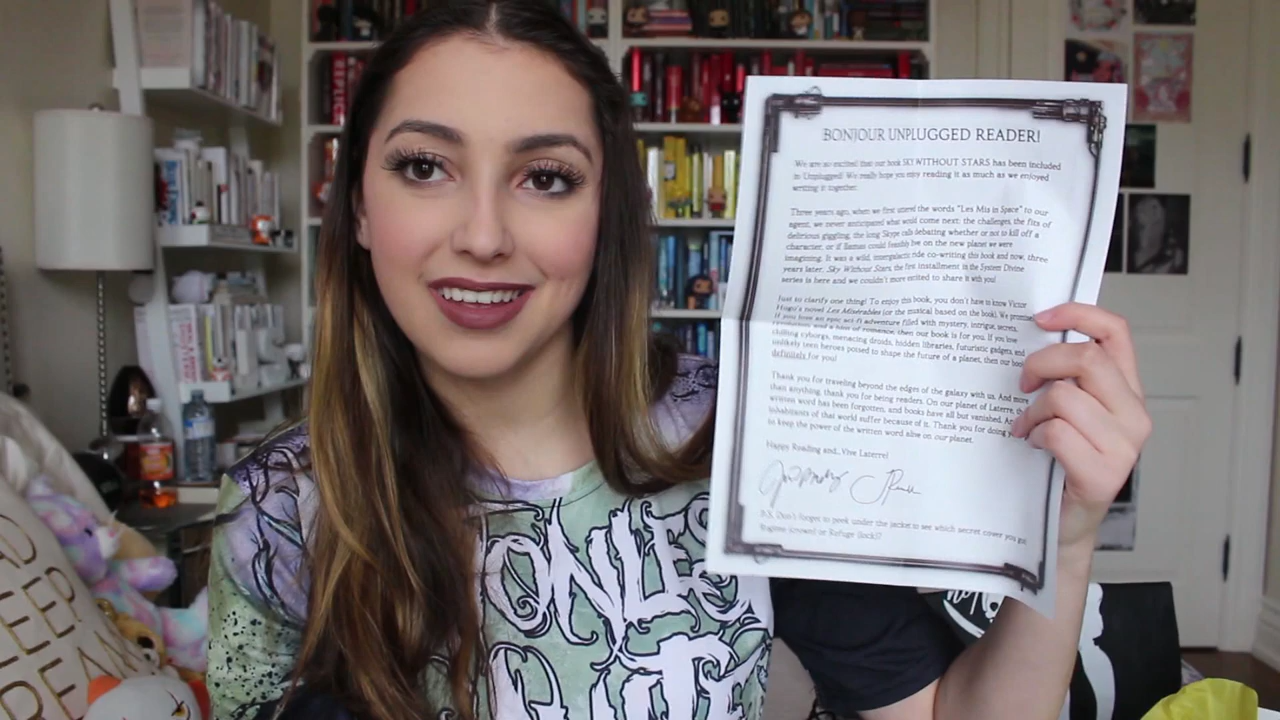 BONJOUR UNPLUGGED READER!
We are so excited that our book SKY WITHOUT STARS has been included
in Unplugged! We really hope you enjoy reading it as much as we enjoyed
writing it together.
Three years ago, when we first uttered the words "Les Mis in Space" to our
agent, we never anticipated what would come next: the challenges, the fits of
delirious giggling, the long Skype calls debating whether or not to kill off a
character, or if llamas could feasibly live on the new planet we were
imagining. It was a wild, intergalactic ride co-writing this book and now, three
years later, Sky Without Stars, the first installment in the System Divine
series is here and we couldn't more excited to share it with you!
Just to clarify one thing! To enjoy this book, you don't have to know Victor
Hugo's novel Les Misérables (or the musical based on the book). We promise
if you love an epic sci-fi adventure filled with mystery, intrigue, secrets,
revolution and a hint of romance, then our book is for you. If you love
chilling cyborgs, menacing droids, hidden libraries, futuristic gadgets, and
unlikely teen heroes poised to shape the future of a planet, then our book
definitely for you!
Thank you for traveling beyond the edges of the galaxy with us. And more
than anything, thank you for being readers. On our planet of Laterre, the
written word has been forgotten, and books have all but vanished. And
inhabitants of that world suffer because of it. Thank you for doing you
to keep the power of the written word alive on our planet.
Happy Reading and...Vive Laterre!
P.S. Don't forget to peek under the jacket to see which secret cover you got
Regime (crown) or Refuge (lock)?